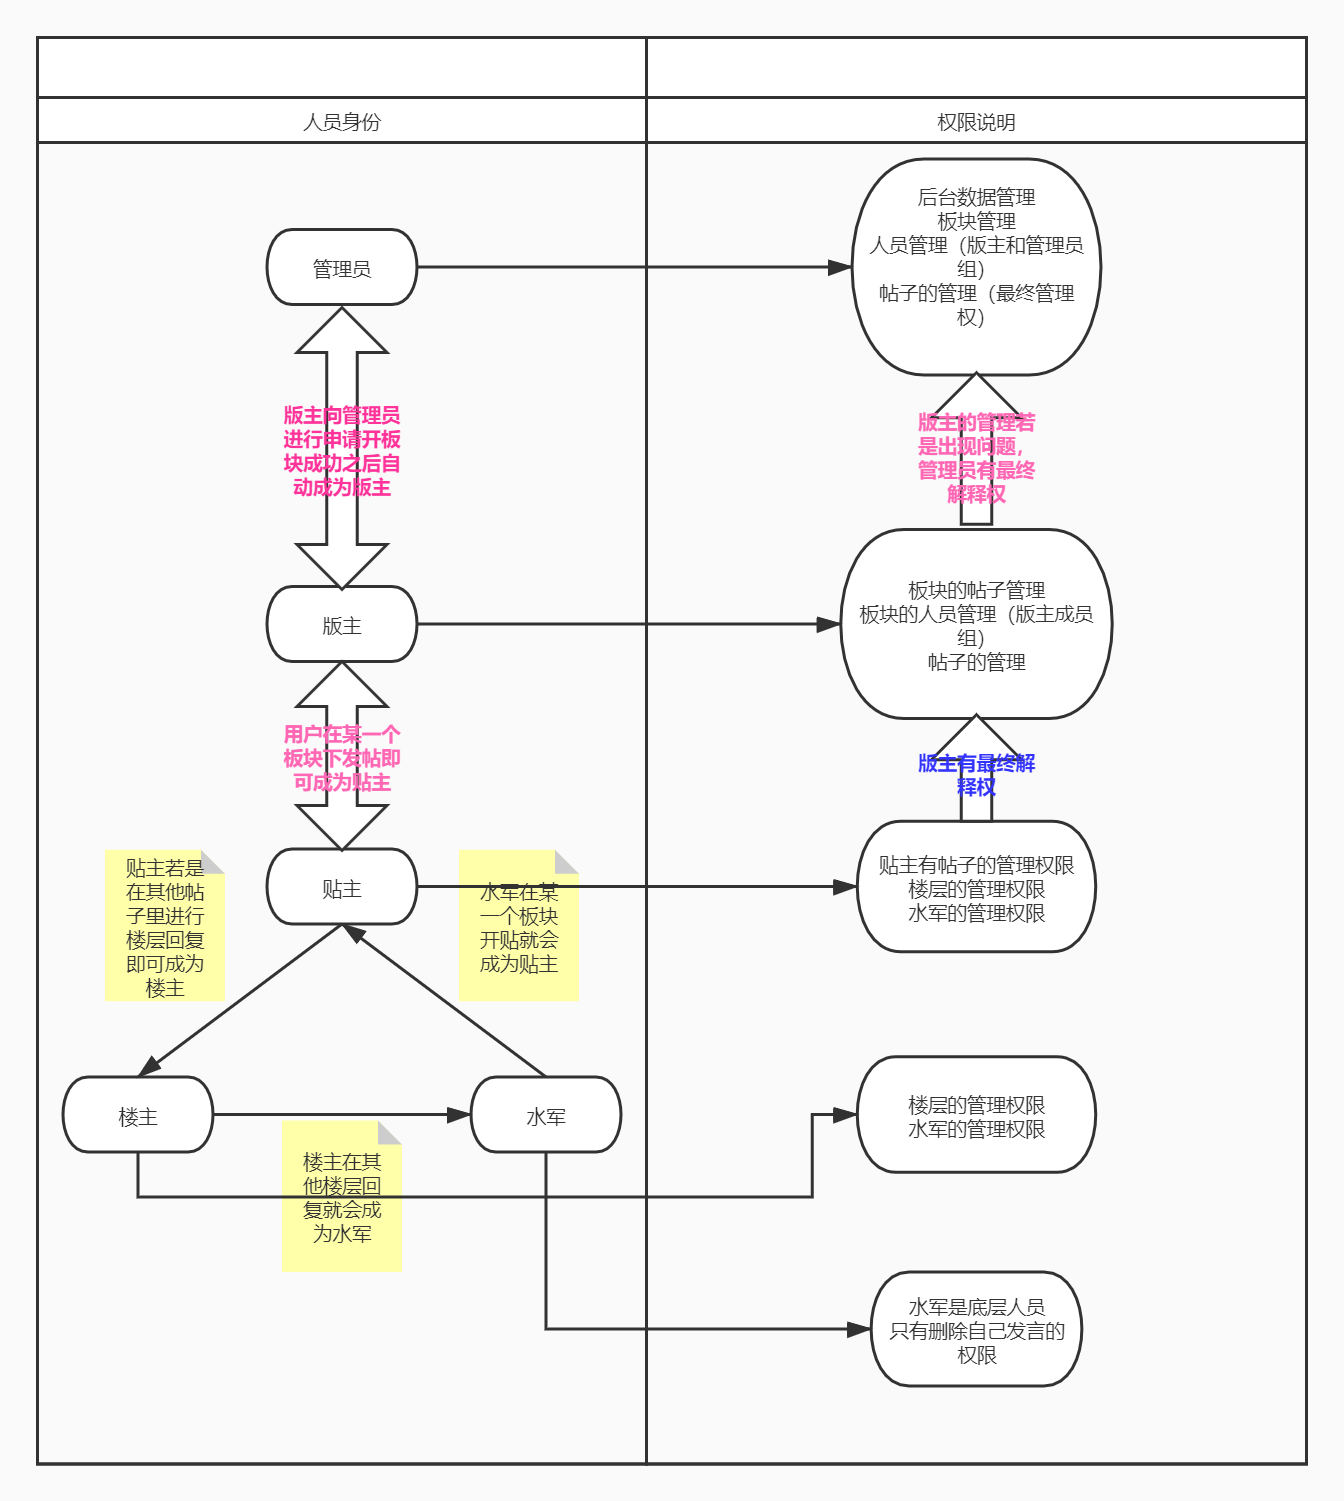 人员身份
权限说明
管理员
后台数据管理
板块管理
人员管理（版主和管理员
组）
帖子的管理（最终管理
权）
版主向管理员
进行申请开板
块成功之后自
动成为版主
版主的管理若
是出现问题，
管理员有最终
解释权
版主
板块的帖子管理
板块的人员管理（版主成员
组）
帖子的管理
用户在某一个
板块下发帖即
可成为贴主
版主有最终解
释权
贴主若是
在其他帖
子里进行
楼层回复
即可成为
楼主
贴主
水军在某
一个板块
开贴就会
成为贴主
贴主有帖子的管理权限
楼层的管理权限
水军的管理权限
楼主
水军
楼层的管理权限
水军的管理权限
楼主在其
他楼层回
复就会成
为水军
水军是底层人员
只有删除自己发言的
权限